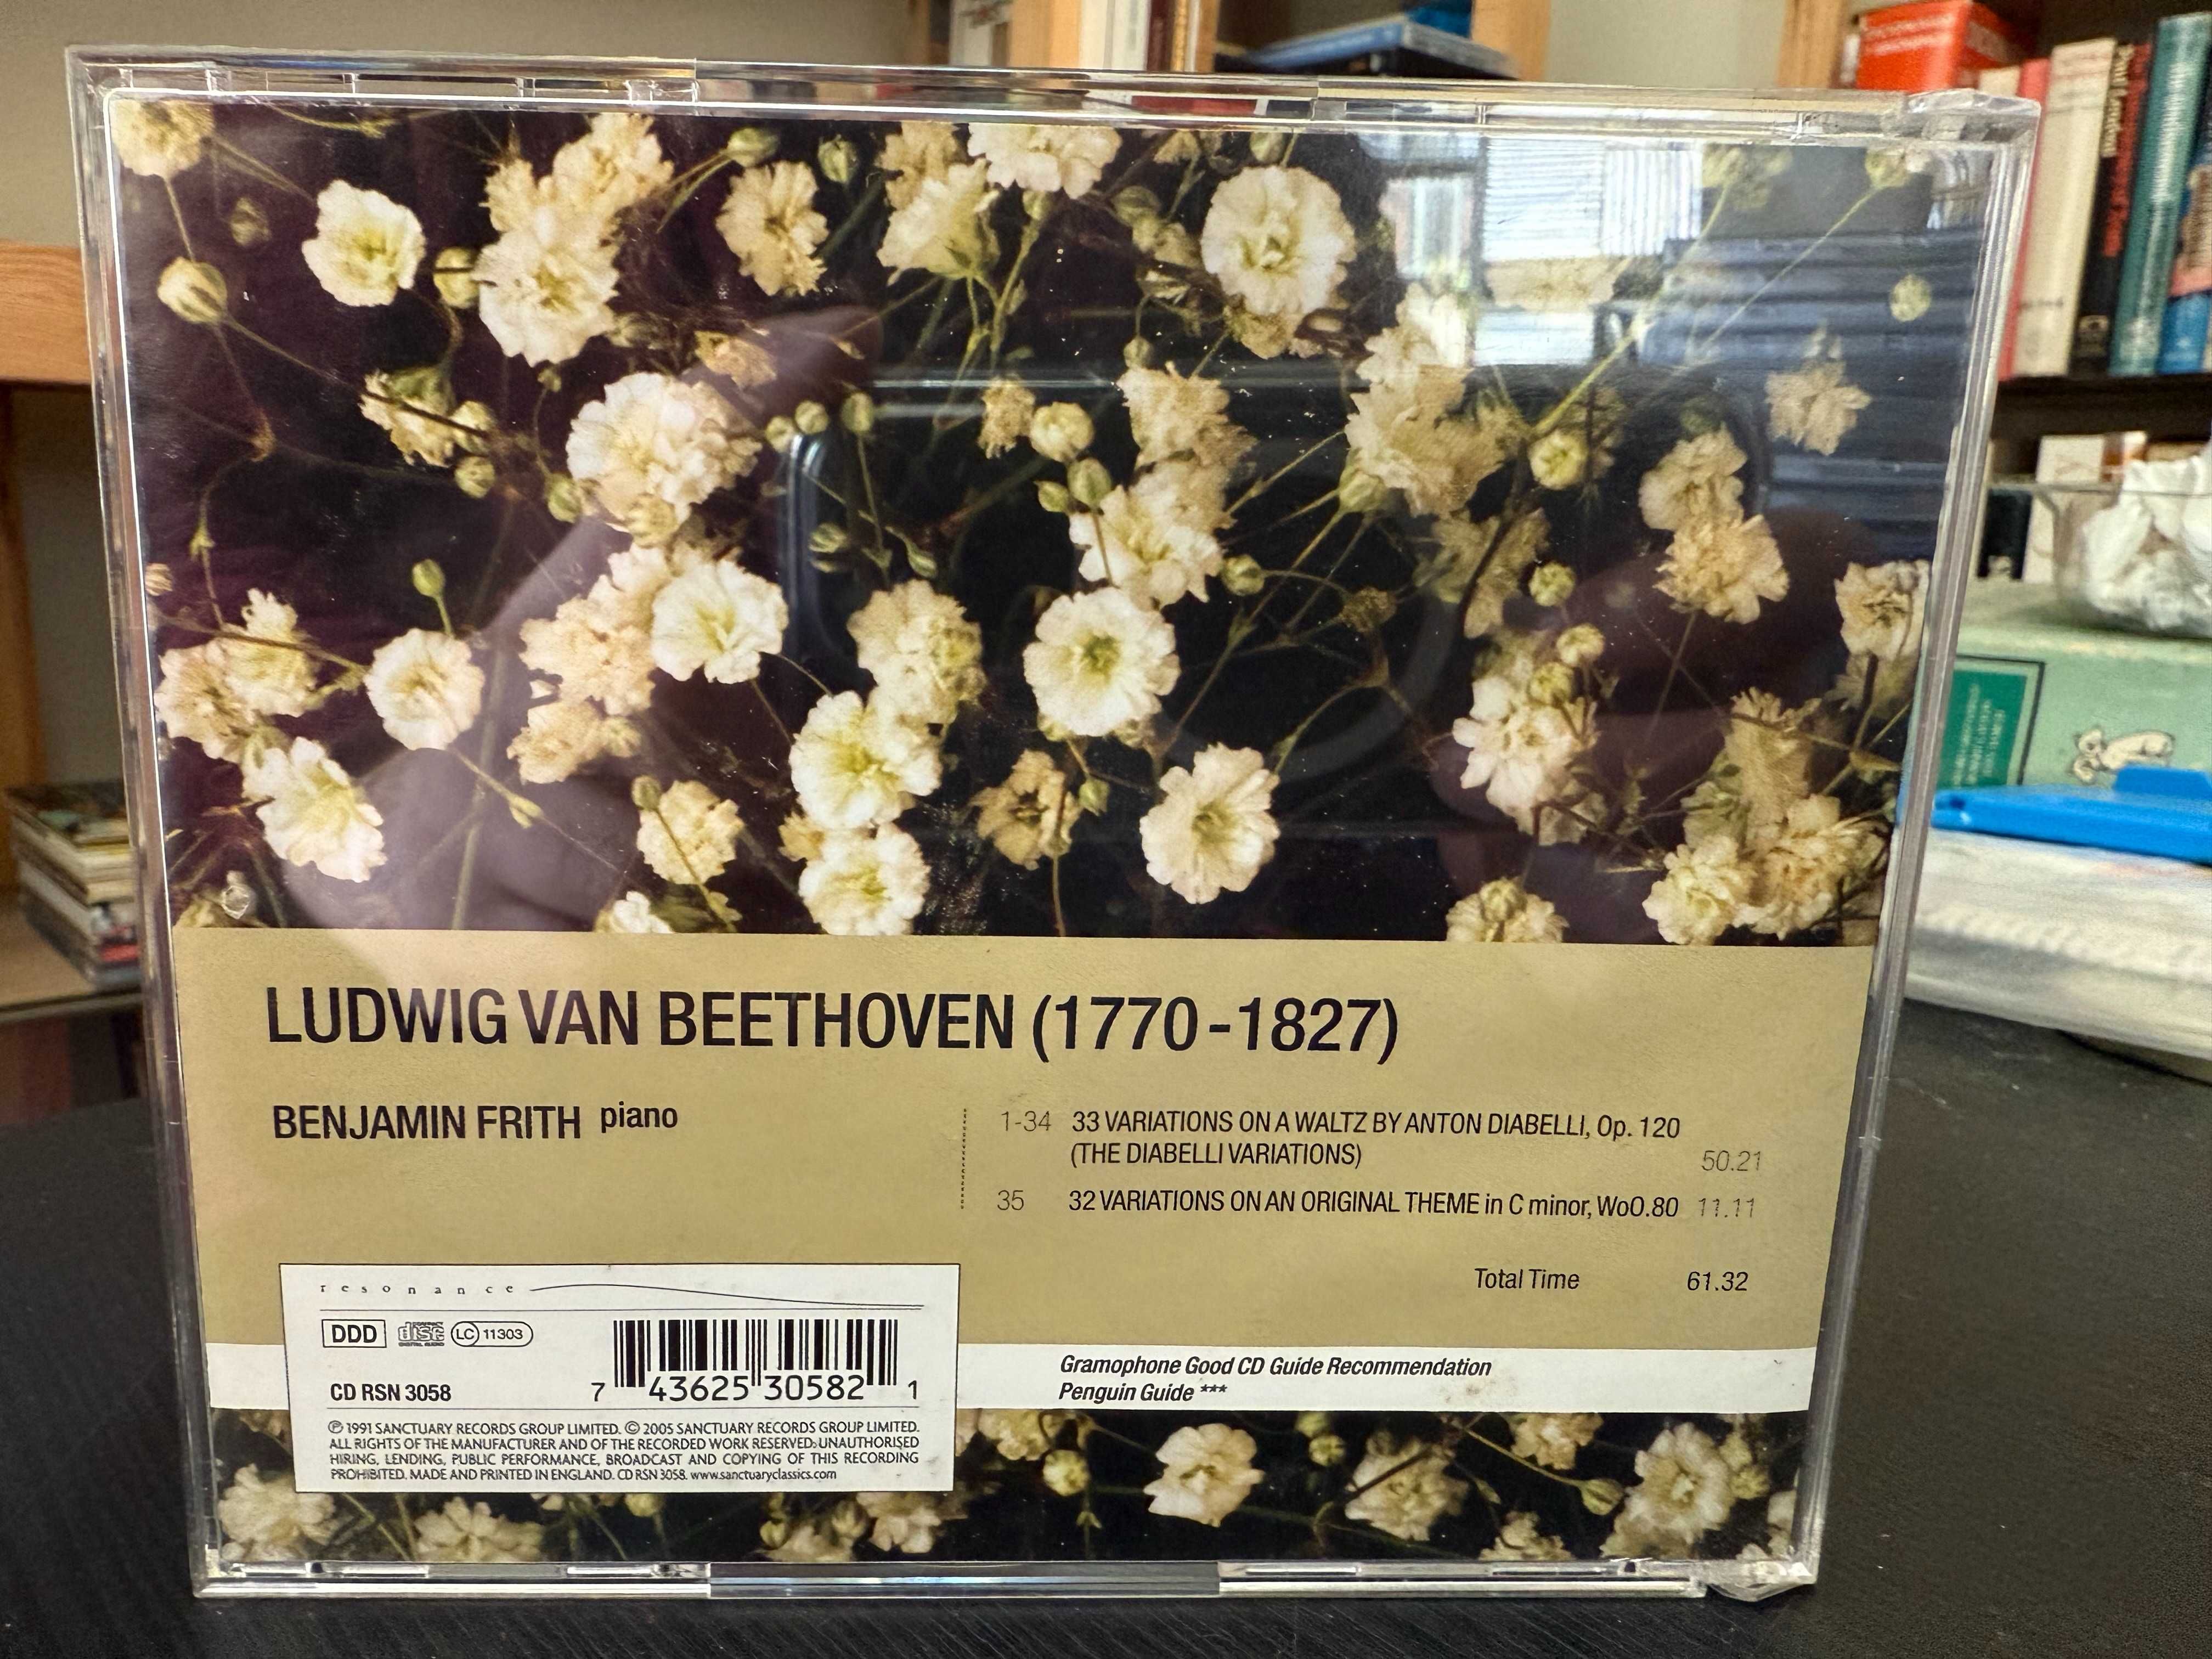 LUDWIG VAN BEETHOVEN (1770-1827)
BENJAMIN FRITH piano
1-34 33 VARIATIONS ON A WALTZ BY ANTON DIABELLI, Op. 120
(THE DIABELLI VARIATIONS) 50.21
35 32 VARIATIONS ON AN ORIGINAL THEME in C minor, WoO.80 11.11
Total Time 61.32
resonance
DDD COMPACT disc DIGITAL AUDIO LC 11303
CD RSN 3058
7 43625 30582 1
Gramophone Good CD Guide Recommendation
Penguin Guide ***
℗ 1991 SANCTUARY RECORDS GROUP LIMITED. © 2005 SANCTUARY RECORDS GROUP LIMITED.
ALL RIGHTS OF THE MANUFACTURER AND OF THE RECORDED WORK RESERVED. UNAUTHORISED
HIRING, LENDING, PUBLIC PERFORMANCE, BROADCAST AND COPYING OF THIS RECORDING
PROHIBITED. MADE AND PRINTED IN ENGLAND. CD RSN 3058. www.sanctuaryclassics.com